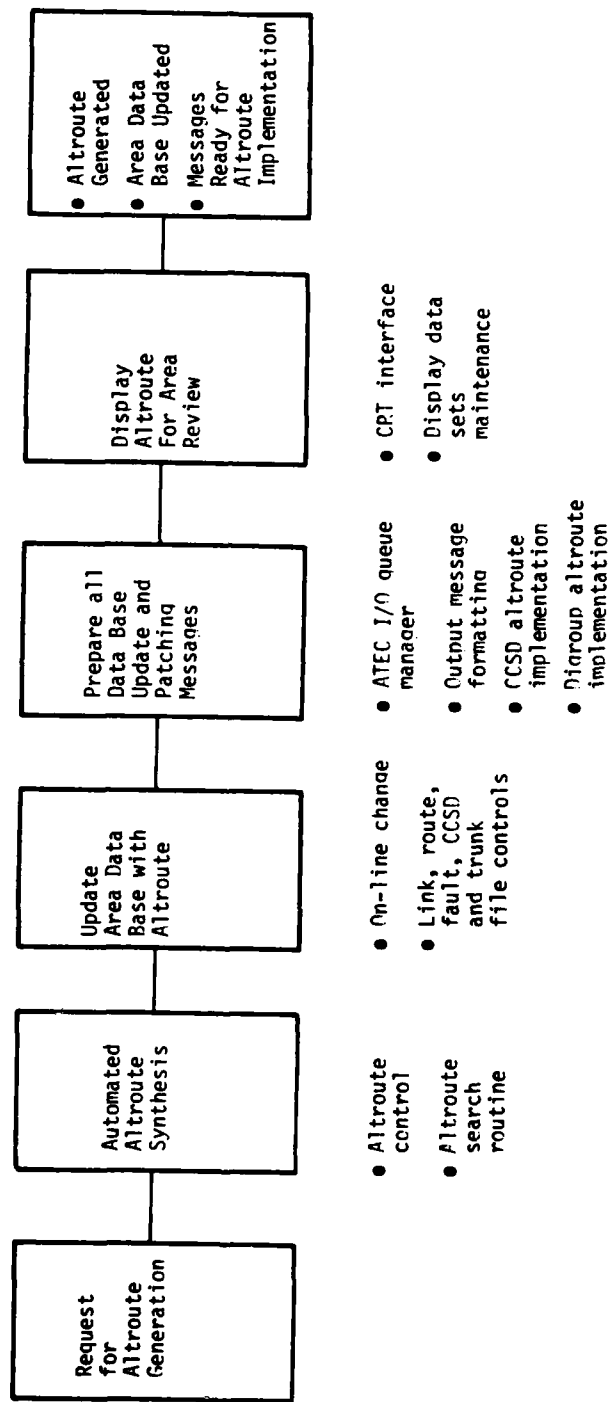 Request
for
Altroute
Generation
Automated
Altroute
Synthesis
● Altroute
control
● Altroute
search
routine
Update
Area Data
Base with
Altroute
● On-line change
● Link, route,
fault, CCSD
and trunk
file controls
Prepare all
Data Base
Update and
Patching
Messages
● ATEC I/O queue
manager
● Output message
formatting
● CCSD altroute
implementation
● Digroup altroute
implementation
Display
Altroute
For Area
Review
● CRT interface
● Display data
sets
maintenance
● Altroute
Generated
● Area Data
Base Updated
● Messages
Ready for
Altroute
Implementation